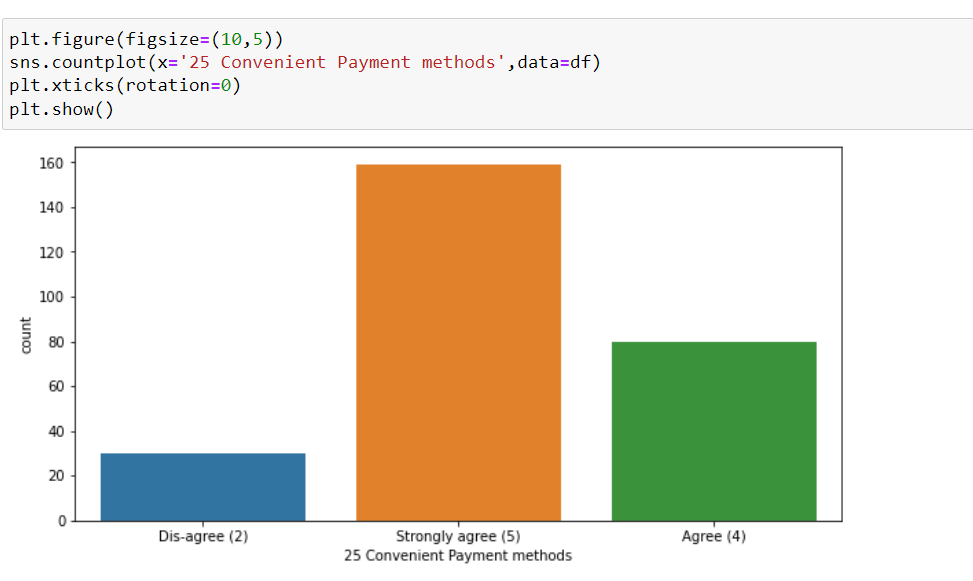 plt.figure(figsize=(10,5))
sns.countplot(x='25 Convenient Payment methods',data=df)
plt.xticks(rotation=0)
plt.show()
160
140
120
100
80
60
40
20
0
count
Dis-agree (2) Strongly agree (5) Agree (4)
25 Convenient Payment methods